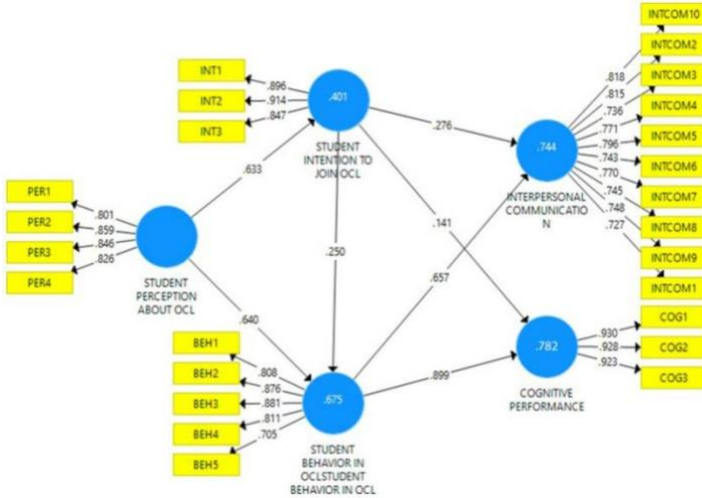 INTCOM10
INTCOM2
INTCOM3
INTCOM4
INTCOM5
INTCOM6
INTCOM7
INTCOM8
INTCOM9
INTCOM1
.818
.815
.736
.771
.796
.743
.770
.745
.748
.727
INT1
INT2
INT3
.896
.914
.847
.401
STUDENT
INTENTION TO
JOIN OCL
.276
.744
INTERPERSONAL
COMMUNICATIO
N
.633
PER1
PER2
PER3
PER4
.801
.859
.846
.826
STUDENT
PERCEPTION
ABOUT OCL
.250
.141
.657
.640
BEH1
BEH2
BEH3
BEH4
BEH5
.808
.876
.881
.811
.705
.675
STUDENT
BEHAVIOR IN
OCLSTUDENT
BEHAVIOR IN OCL
.899
.782
COGNITIVE
PERFORMANCE
.930
.928
.923
COG1
COG2
COG3